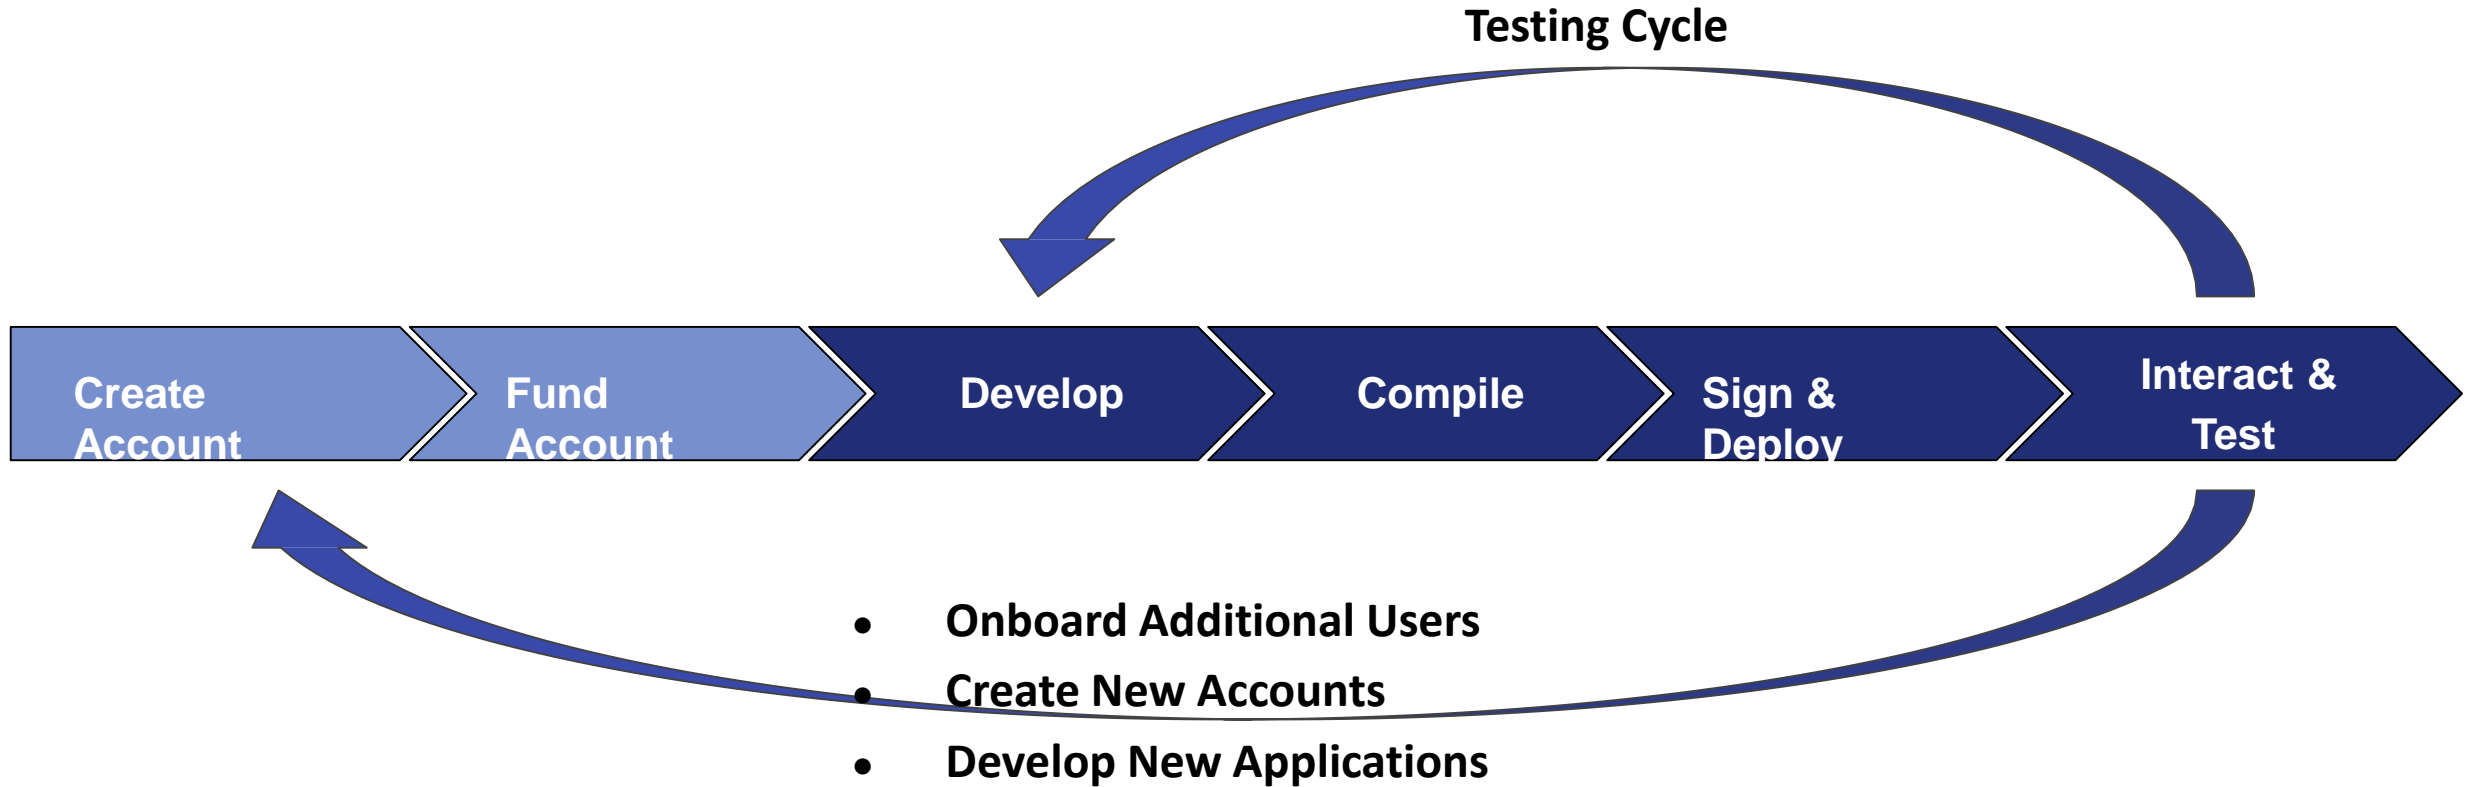 Testing Cycle
Create
Account
Fund
Account
Develop
Compile
Sign &
Deploy
Interact &
Test
● Onboard Additional Users
● Create New Accounts
● Develop New Applications